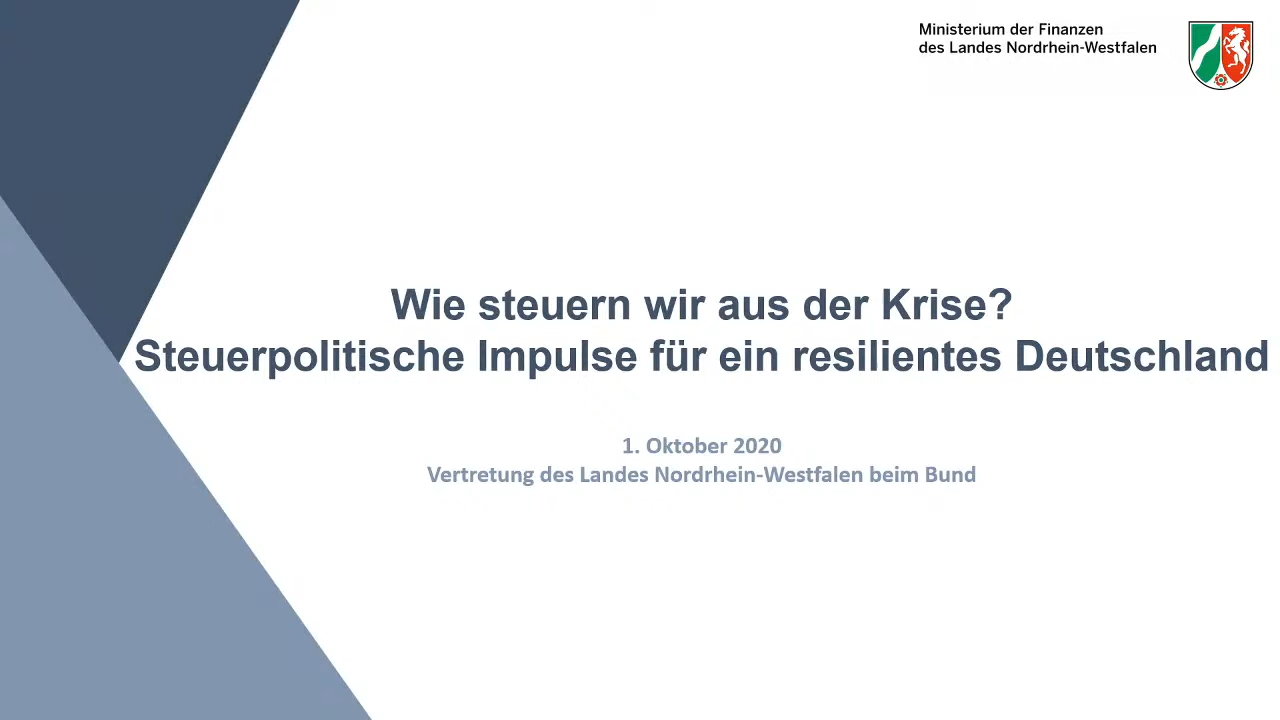 Ministerium der Finanzen
des Landes Nordrhein-Westfalen
Wie steuern wir aus der Krise?
Steuerpolitische Impulse für ein resilientes Deutschland
1. Oktober 2020
Vertretung des Landes Nordrhein-Westfalen beim Bund